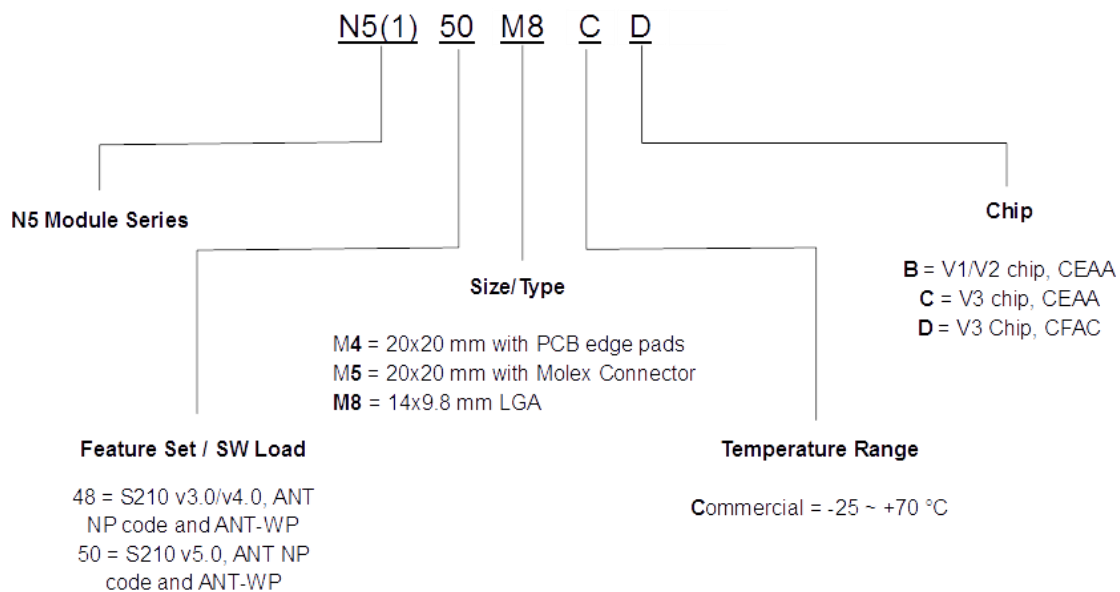 N5(1) 50 M8 C D
N5 Module Series
Chip
B = V1/V2 chip, CEAA
C = V3 chip, CEAA
D = V3 Chip, CFAC
Size/Type
M4 = 20x20 mm with PCB edge pads
M5 = 20x20 mm with Molex Connector
M8 = 14x9.8 mm LGA
Feature Set / SW Load
48 = S210 v3.0/v4.0, ANT
NP code and ANT-WP
50 = S210 v5.0, ANT NP
code and ANT-WP
Temperature Range
Commercial = -25 ~ +70 °C